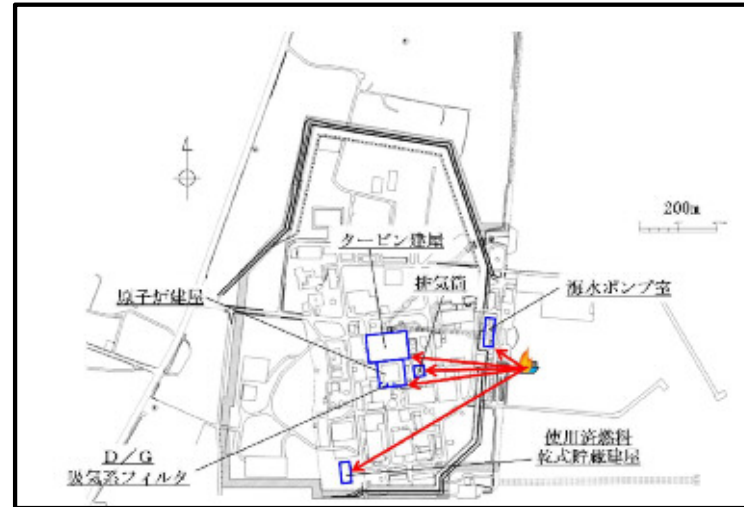 200m
タービン建屋
排気筒
海水ポンプ室
原子炉建屋
使用済燃料
乾式貯蔵建屋
D/G
吸気系フィルタ